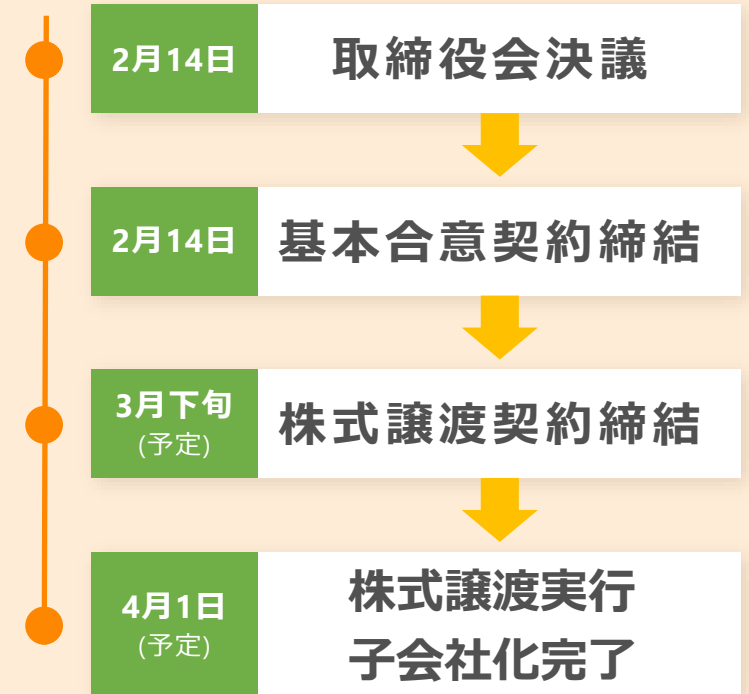 2月14日
取締役会決議
2月14日
基本合意契約締結
3月下旬
(予定)
株式譲渡契約締結
4月1日
(予定)
株式譲渡実行
子会社化完了